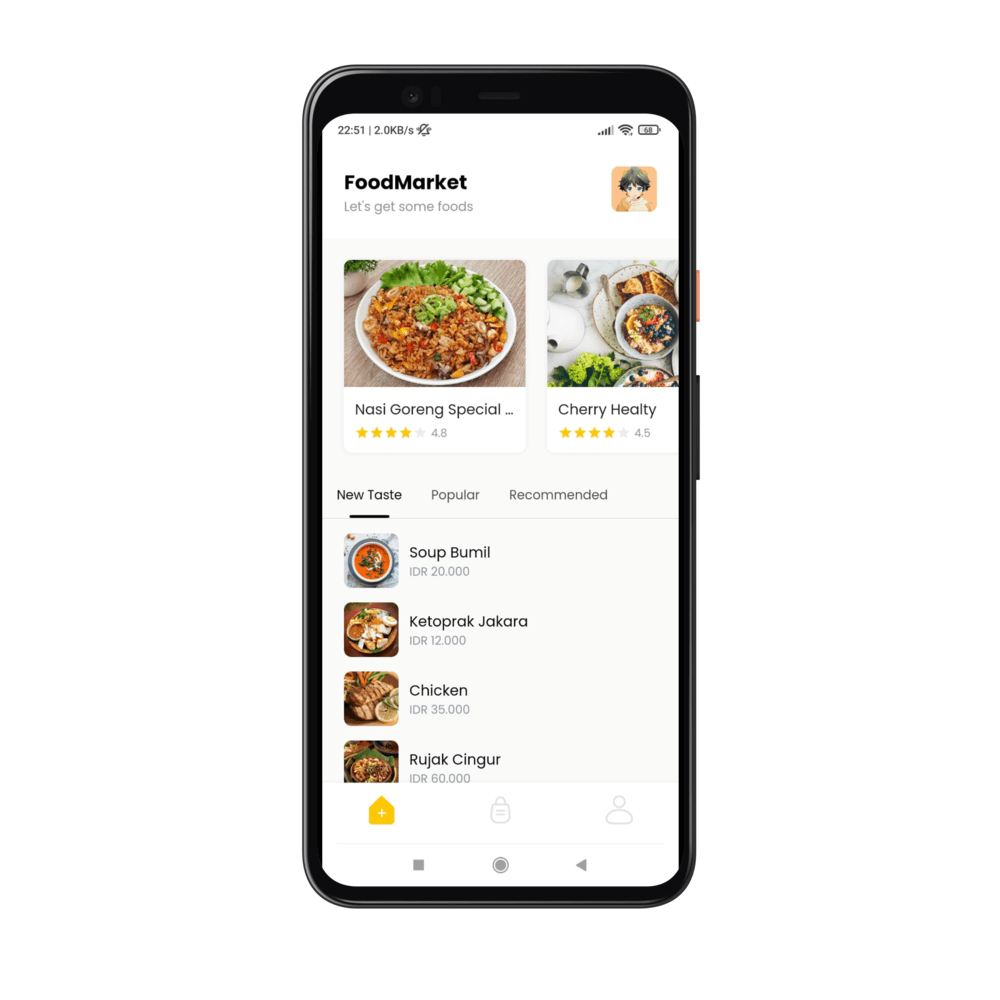 22:51 | 2.0KB/s
68
FoodMarket
Let's get some foods
Nasi Goreng Special ...
4.8
Cherry Healty
4.5
New Taste
Popular
Recommended
Soup Bumil
IDR 20.000
Ketoprak Jakara
IDR 12.000
Chicken
IDR 35.000
Rujak Cingur
IDR 60.000